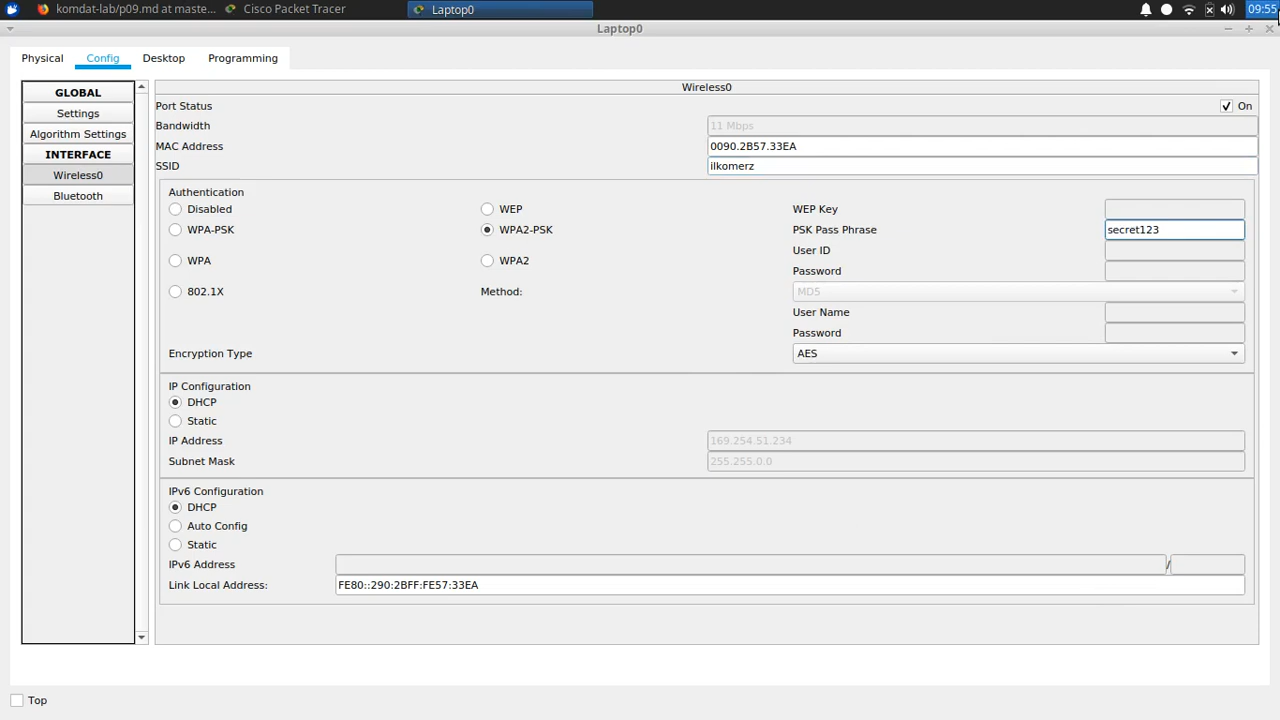 komdat-lab/p09.md at maste...
Cisco Packet Tracer
Laptop0
09:55
Laptop0
Physical
Config
Desktop
Programming
GLOBAL
Settings
Algorithm Settings
INTERFACE
Wireless0
Bluetooth
Wireless0
Port Status
On
Bandwidth
11 Mbps
MAC Address
0090.2B57.33EA
SSID
ilkomerz
Authentication
Disabled
WEP
WEP Key
WPA-PSK
WPA2-PSK
PSK Pass Phrase
secret123
User ID
WPA
WPA2
Password
802.1X
Method:
MD5
User Name
Password
Encryption Type
AES
IP Configuration
DHCP
Static
IP Address
169.254.51.234
Subnet Mask
255.255.0.0
IPv6 Configuration
DHCP
Auto Config
Static
IPv6 Address
/
Link Local Address:
FE80::290:2BFF:FE57:33EA
Top